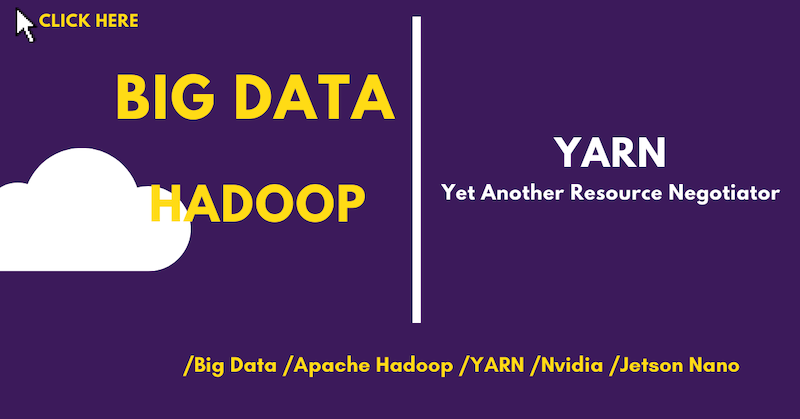 CLICK HERE
BIG DATA
HADOOP
YARN
Yet Another Resource Negotiator
/Big Data /Apache Hadoop /YARN /Nvidia /Jetson Nano